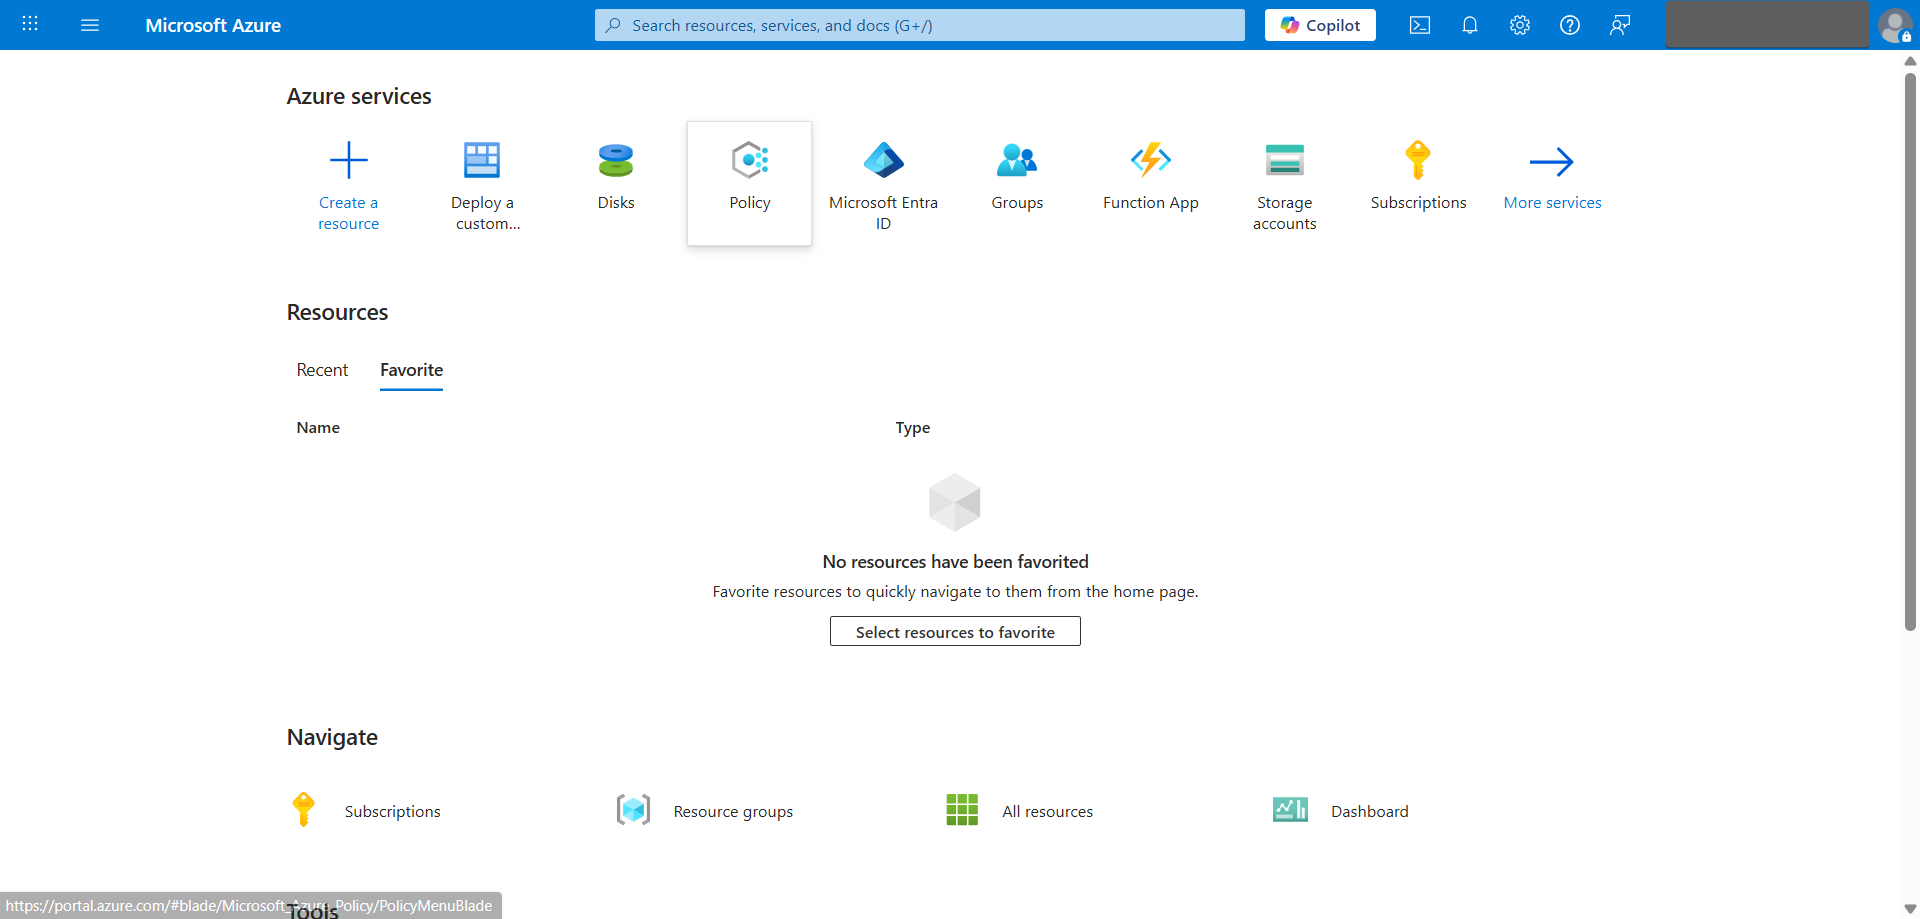 Microsoft Azure
Search resources, services, and docs (G+/)
Copilot
Azure services
Create a
resource
Deploy a
custom...
Disks
Policy
Microsoft Entra
ID
Groups
Function App
Storage
accounts
Subscriptions
More services
Resources
Recent
Favorite
Name
Type
No resources have been favorited
Favorite resources to quickly navigate to them from the home page.
Select resources to favorite
Navigate
Subscriptions
Resource groups
All resources
Dashboard
Tools
https://portal.azure.com/#blade/Microsoft_Azure_Policy/PolicyMenuBlade